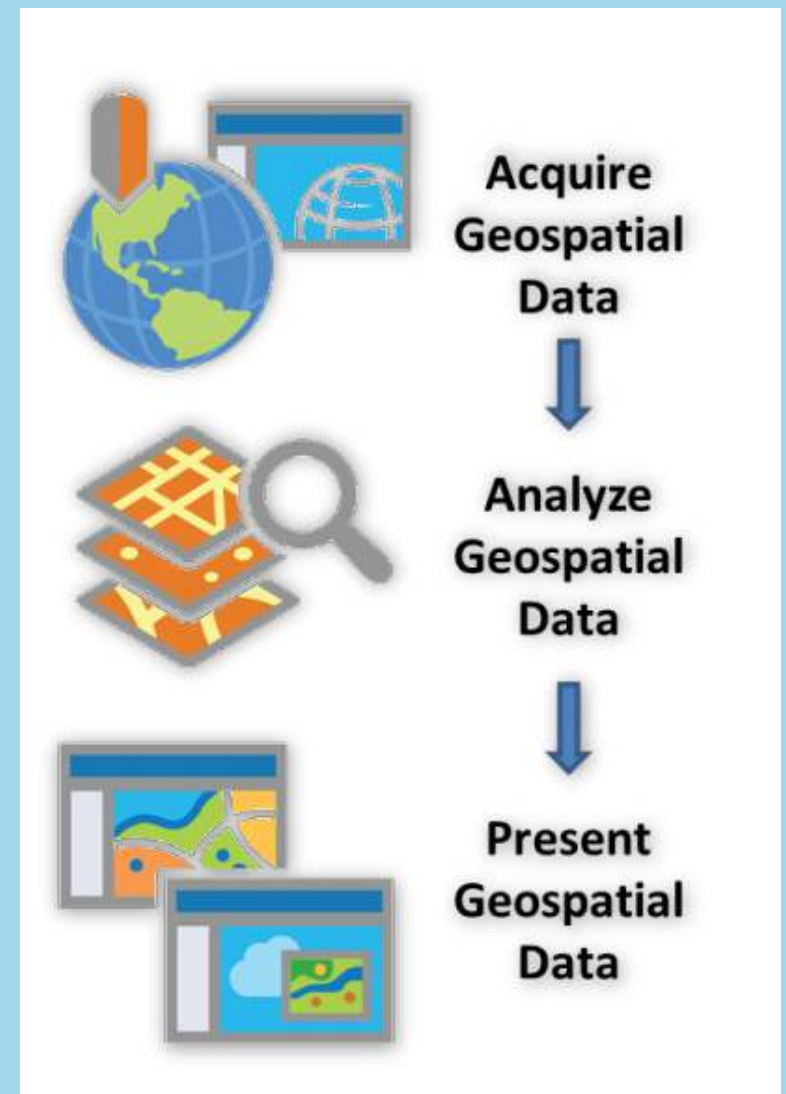 Acquire
Geospatial
Data
Analyze
Geospatial
Data
Present
Geospatial
Data